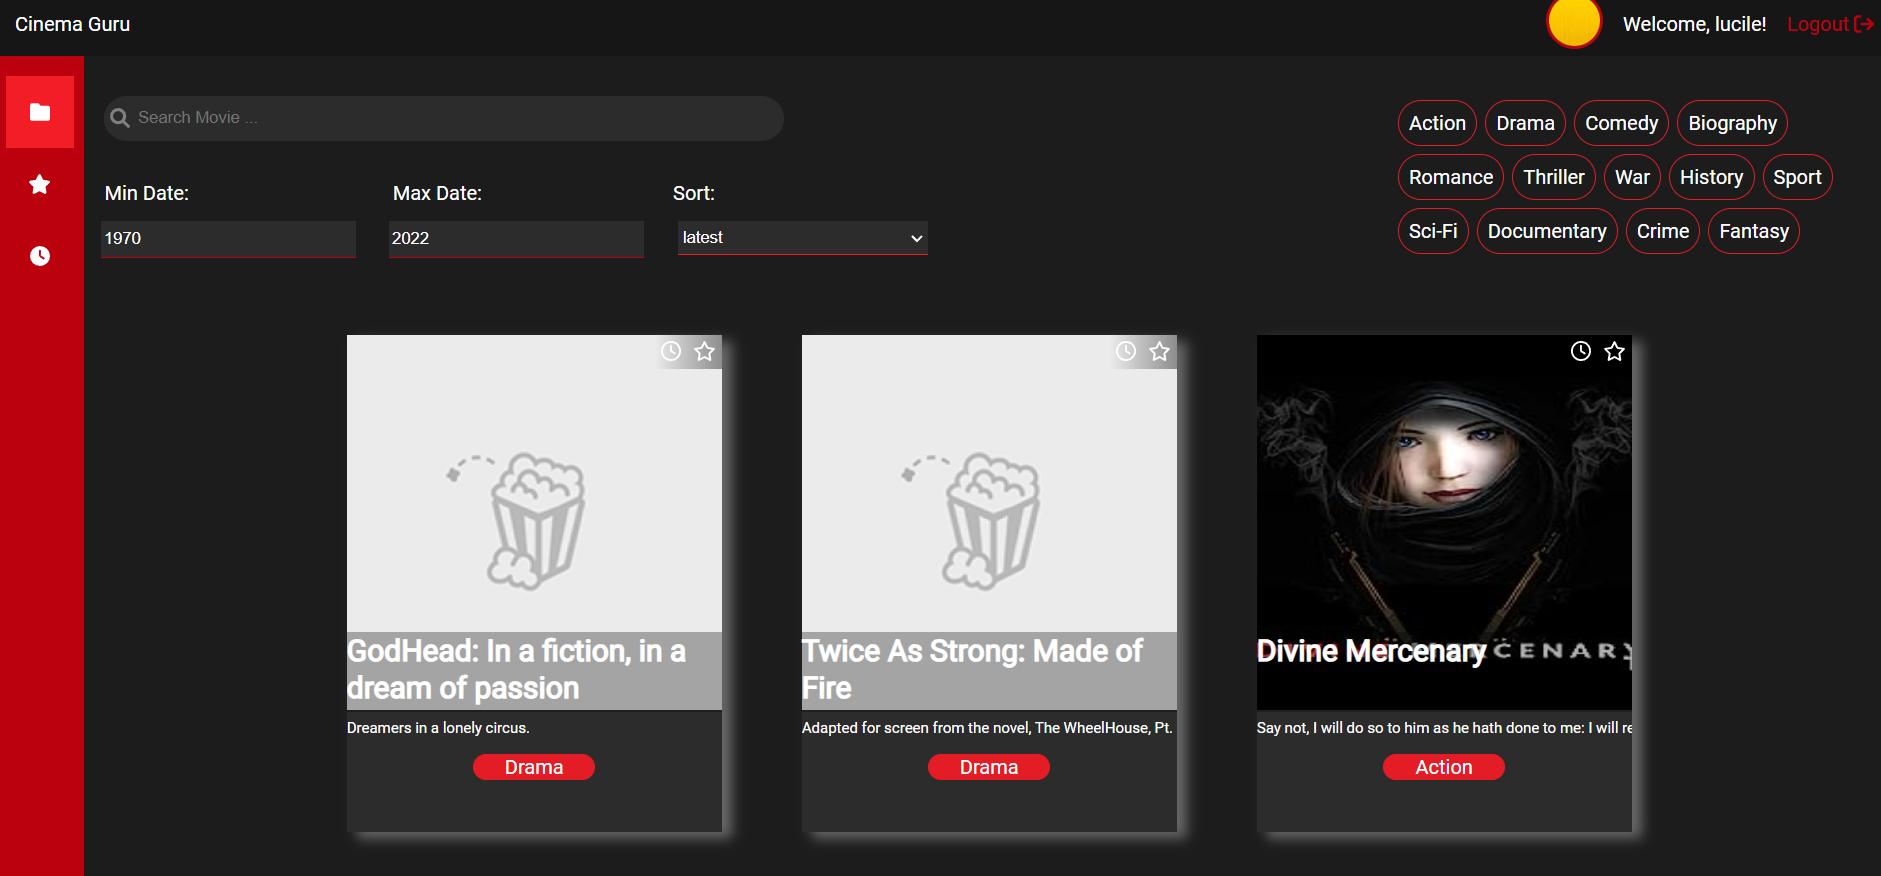 Cinema Guru
Welcome, lucile! Logout
Search Movie ...
Min Date: Max Date: Sort:
1970 2022 latest
Action Drama Comedy Biography
Romance Thriller War History Sport
Sci-Fi Documentary Crime Fantasy
GodHead: In a fiction, in a
dream of passion
Dreamers in a lonely circus.
Drama
Twice As Strong: Made of
Fire
Adapted for screen from the novel, The WheelHouse, Pt.
Drama
Divine Mercenary
Say not, I will do so to him as he hath done to me: I will re
Action